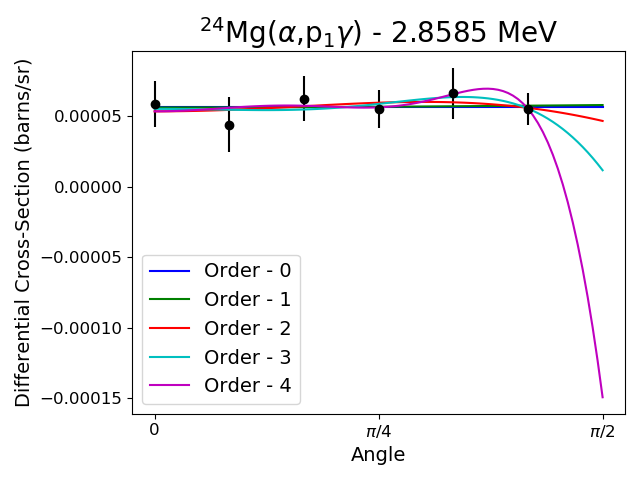 ²⁴Mg(α,p₁γ) - 2.8585 MeV
Differential Cross-Section (barns/sr)
0.00005
0.00000
−0.00005
−0.00010
−0.00015
Order - 0
Order - 1
Order - 2
Order - 3
Order - 4
0 π/4 π/2
Angle